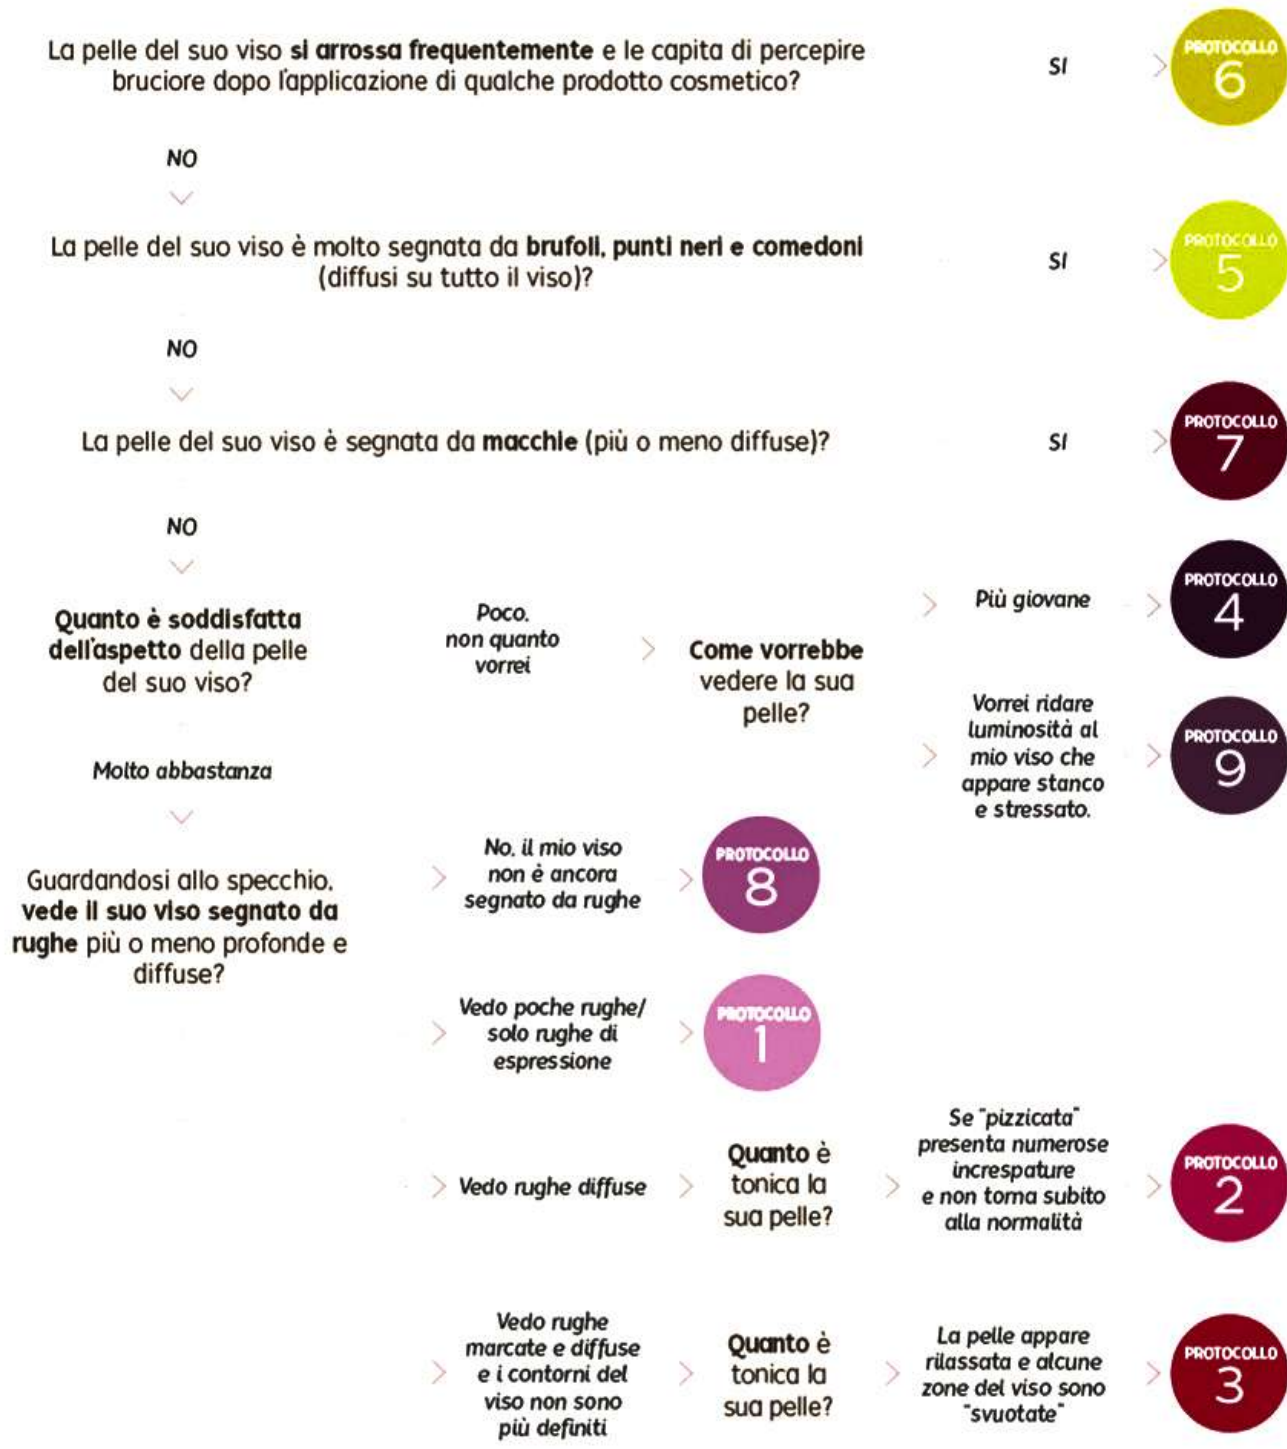 La pelle del suo viso si arrossa frequentemente e le capita di percepire
bruciore dopo l'applicazione di qualche prodotto cosmetico?
SI
PROTOCOLLO
6
NO
La pelle del suo viso è molto segnata da brufoli, punti neri e comedoni
(diffusi su tutto il viso)?
SI
PROTOCOLLO
5
NO
La pelle del suo viso è segnata da macchie (più o meno diffuse)?
SI
PROTOCOLLO
7
NO
Quanto è soddisfatta
dell'aspetto della pelle
del suo viso?
Poco,
non quanto
vorrei
Come vorrebbe
vedere la sua
pelle?
Più giovane
PROTOCOLLO
4
Vorrei ridare
luminosità al
mio viso che
appare stanco
e stressato.
PROTOCOLLO
9
Molto abbastanza
Guardandosi allo specchio,
vede il suo viso segnato da
rughe più o meno profonde e
diffuse?
No, il mio viso
non è ancora
segnato da rughe
PROTOCOLLO
8
Vedo poche rughe/
solo rughe di
espressione
PROTOCOLLO
1
Vedo rughe diffuse
Quanto è
tonica la
sua pelle?
Se "pizzicata"
presenta numerose
increspature
e non torna subito
alla normalità
PROTOCOLLO
2
Vedo rughe
marcate e diffuse
e i contorni del
viso non sono
più definiti
Quanto è
tonica la
sua pelle?
La pelle appare
rilassata e alcune
zone del viso sono
"svuotate"
PROTOCOLLO
3